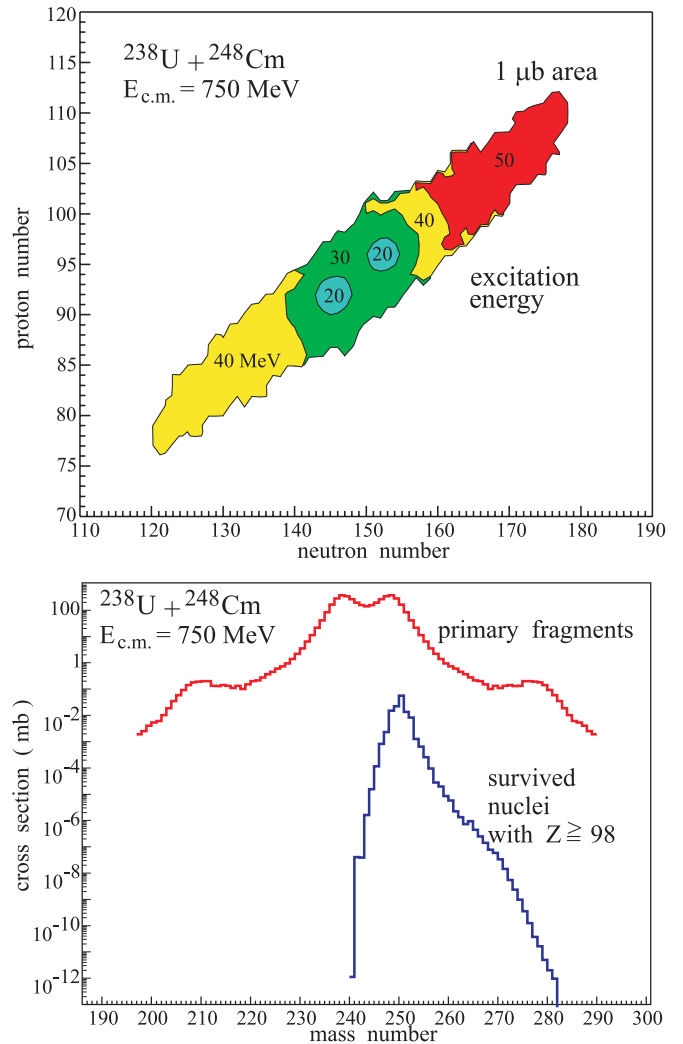 120
115
110
105
100
95
90
85
80
75
70
proton number
²³⁸U + ²⁴⁸Cm
E c.m. = 750 MeV
1 μb area
50
40
30
20
20
40 MeV
excitation
energy
110 120 130 140 150 160 170 180 190
neutron number
²³⁸U + ²⁴⁸Cm
E c.m. = 750 MeV
primary fragments
survived
nuclei
with Z ≧ 98
100
1
10⁻²
10⁻⁴
10⁻⁶
10⁻⁸
10⁻¹⁰
10⁻¹²
cross section ( mb)
190 200 210 220 230 240 250 260 270 280 290 300
mass number